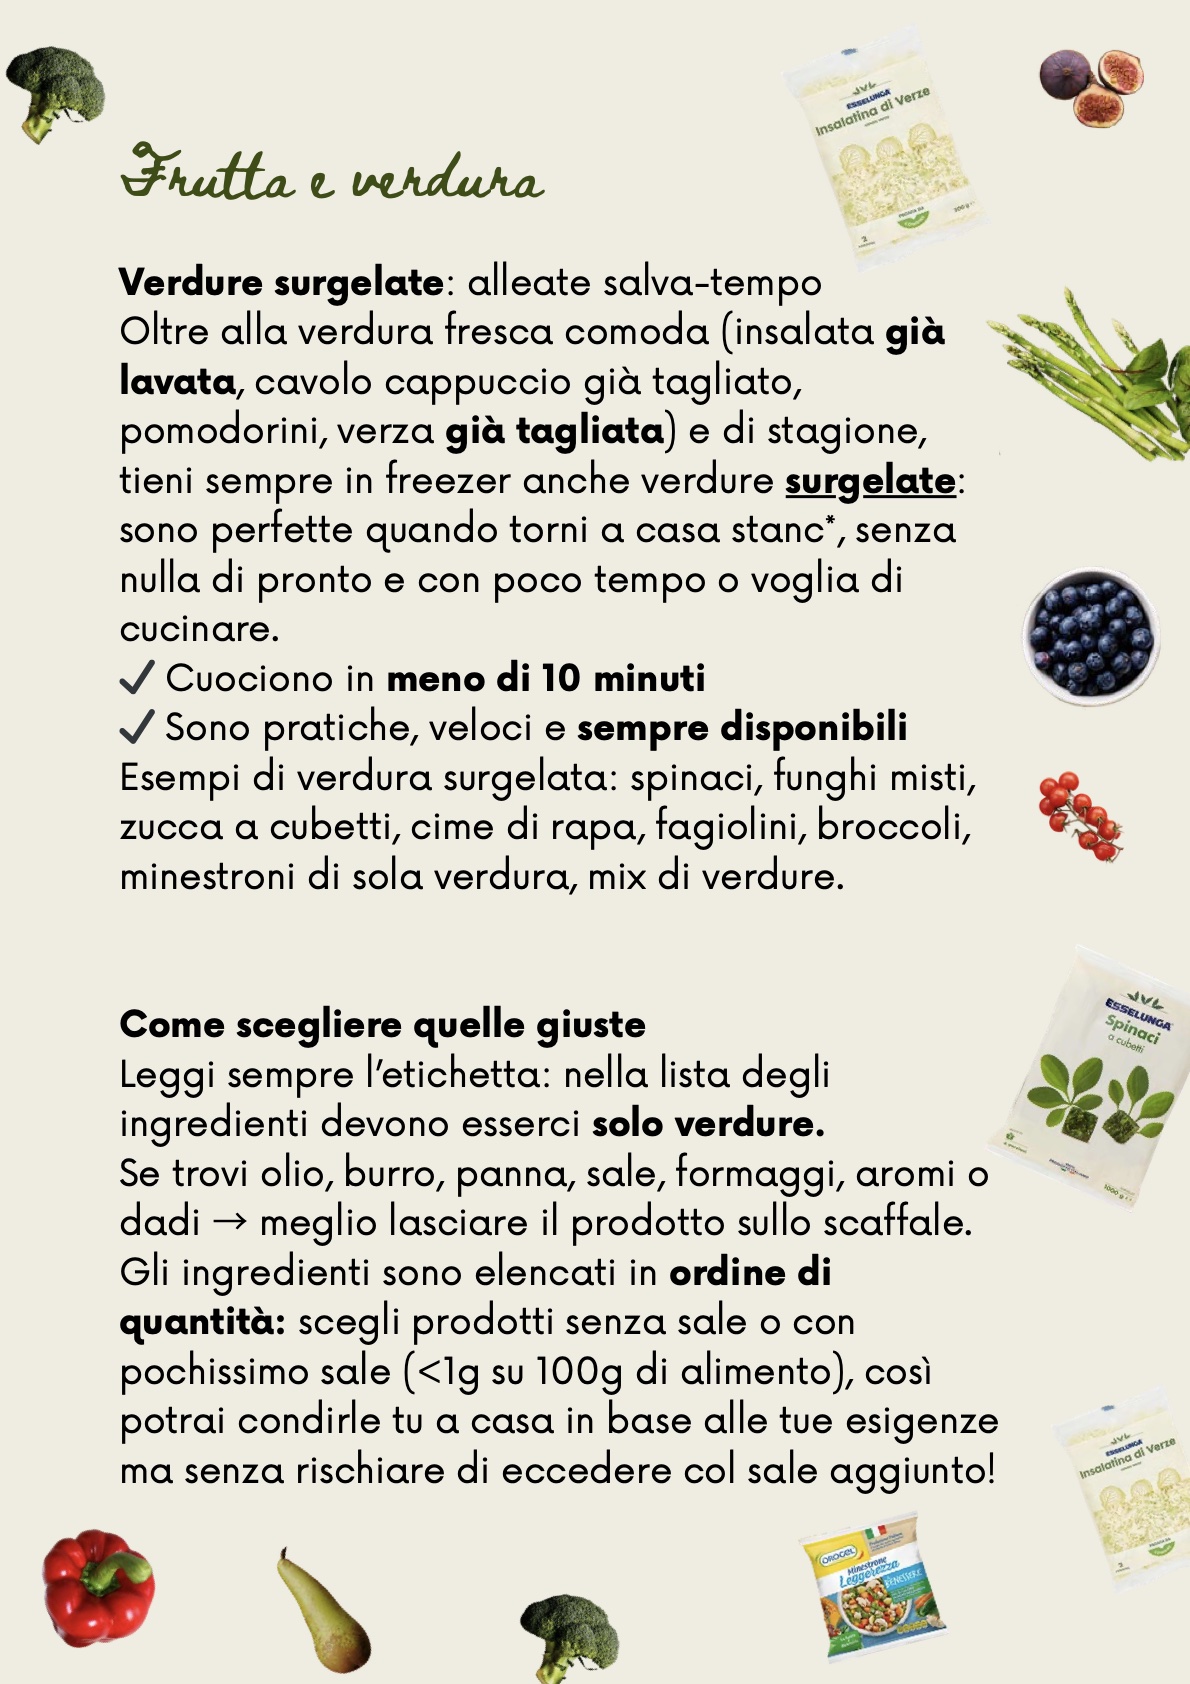 ESSELUNGA
Insalatina di Verze
Frutta e verdura
Verdure surgelate: alleate salva-tempo
Oltre alla verdura fresca comoda (insalata già
lavata, cavolo cappuccio già tagliato,
pomodorini, verza già tagliata) e di stagione,
tieni sempre in freezer anche verdure surgelate:
sono perfette quando torni a casa stanc*, senza
nulla di pronto e con poco tempo o voglia di
cucinare.
✓ Cuociono in meno di 10 minuti
✓ Sono pratiche, veloci e sempre disponibili
Esempi di verdura surgelata: spinaci, funghi misti,
zucca a cubetti, cime di rapa, fagiolini, broccoli,
minestroni di sola verdura, mix di verdure.
ESSELUNGA
Spinaci
a cubetti
1000 g
Come scegliere quelle giuste
Leggi sempre l’etichetta: nella lista degli
ingredienti devono esserci solo verdure.
Se trovi olio, burro, panna, sale, formaggi, aromi o
dadi → meglio lasciare il prodotto sullo scaffale.
Gli ingredienti sono elencati in ordine di
quantità: scegli prodotti senza sale o con
pochissimo sale (<1g su 100g di alimento), così
potrai condirle tu a casa in base alle tue esigenze
ma senza rischiare di eccedere col sale aggiunto!
ESSELUNGA
Insalatina di Verze
OROGEL
Minestrone
Leggerezza
BENESSERE